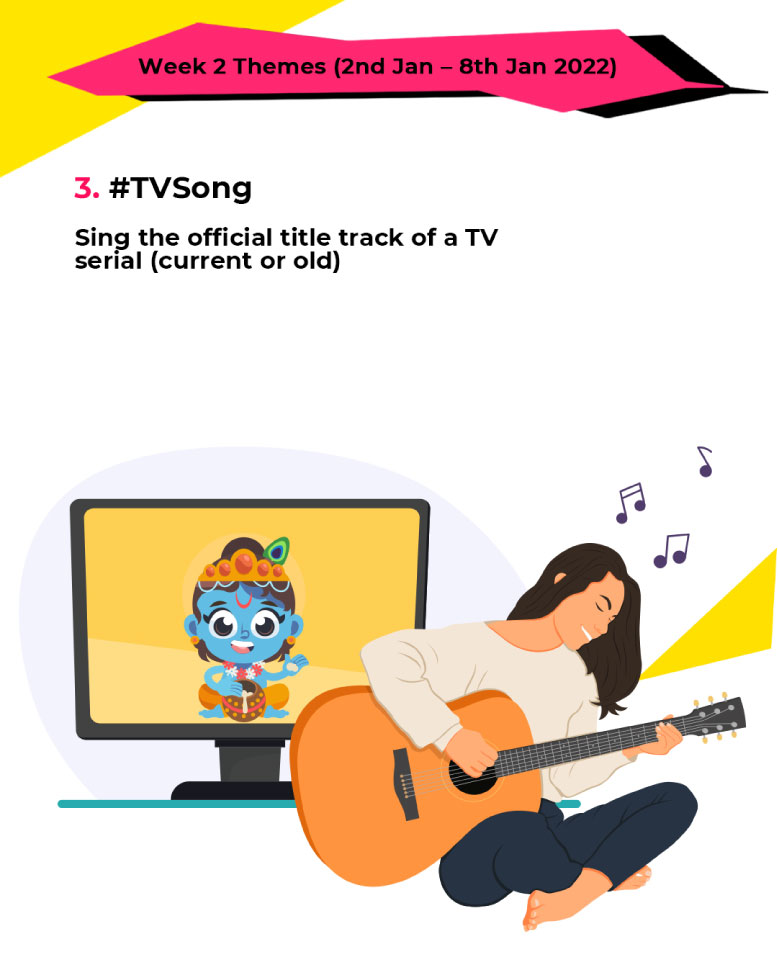 Week 2 Themes (2nd Jan – 8th Jan 2022)
3. #TVSong
Sing the official title track of a TV
serial (current or old)